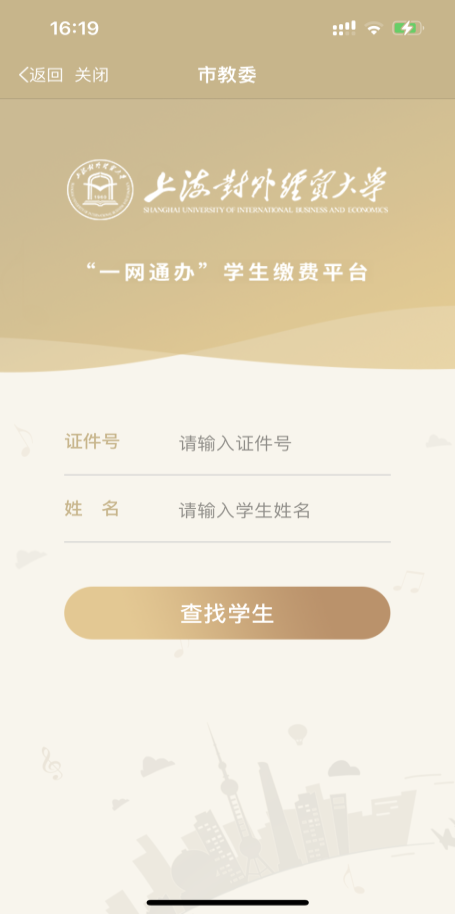 16:19
返回 关闭 市教委
上海对外经贸大学
SHANGHAI UNIVERSITY OF INTERNATIONAL BUSINESS AND ECONOMICS
“一网通办”学生缴费平台
证件号 请输入证件号
姓 名 请输入学生姓名
查找学生